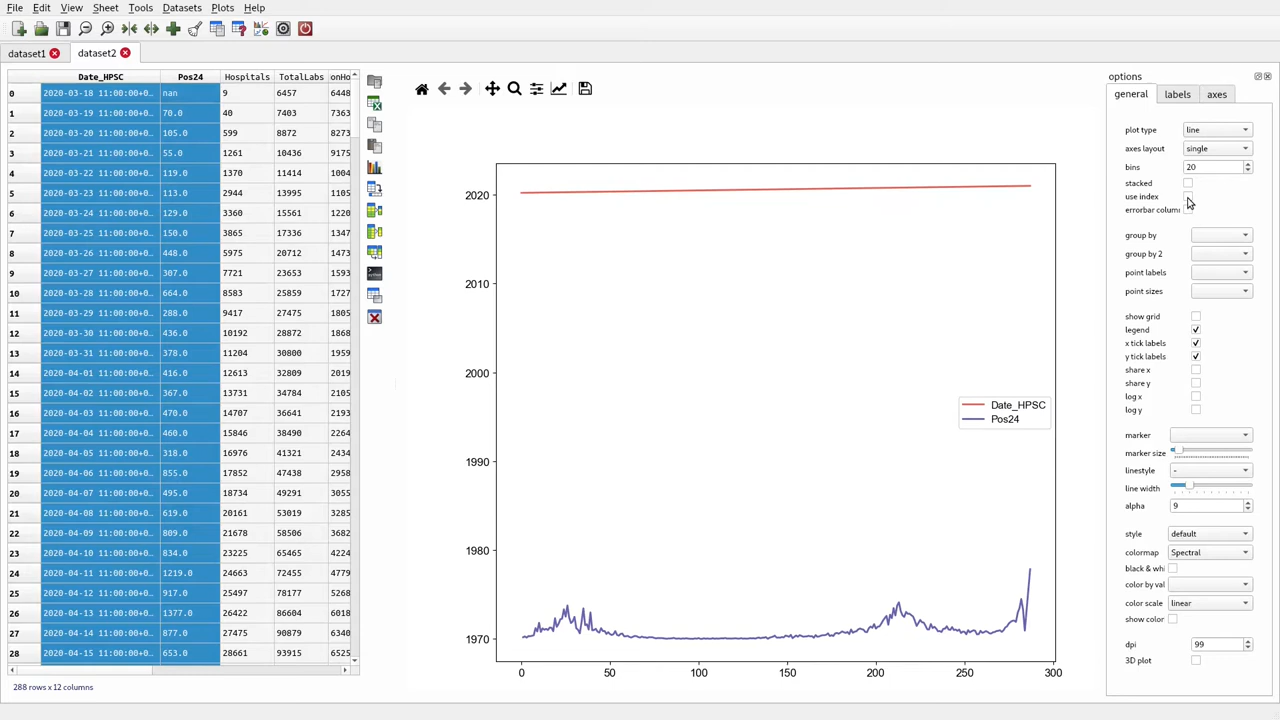 File Edit View Sheet Tools Datasets Plots Help
dataset1 dataset2
Date_HPSC Pos24 Hospitals TotalLabs onHo
0 2020-03-18 11:00:00+0… nan 9 6457 6448
1 2020-03-19 11:00:00+0… 70.0 40 7403 7363
2 2020-03-20 11:00:00+0… 105.0 599 8872 8273
3 2020-03-21 11:00:00+0… 55.0 1261 10436 9175
4 2020-03-22 11:00:00+0… 119.0 1370 11414 1004
5 2020-03-23 11:00:00+0… 113.0 2944 13995 1105
6 2020-03-24 11:00:00+0… 129.0 3360 15561 1220
7 2020-03-25 11:00:00+0… 150.0 3865 17336 1347
8 2020-03-26 11:00:00+0… 448.0 5975 20712 1473
9 2020-03-27 11:00:00+0… 307.0 7721 23653 1593
10 2020-03-28 11:00:00+0… 664.0 8583 25859 1727
11 2020-03-29 11:00:00+0… 288.0 9417 27475 1805
12 2020-03-30 11:00:00+0… 436.0 10192 28872 1868
13 2020-03-31 11:00:00+0… 378.0 11204 30800 1959
14 2020-04-01 11:00:00+0… 416.0 12613 32809 2019
15 2020-04-02 11:00:00+0… 367.0 13731 34784 2105
16 2020-04-03 11:00:00+0… 470.0 14707 36641 2193
17 2020-04-04 11:00:00+0… 460.0 15846 38490 2264
18 2020-04-05 11:00:00+0… 318.0 16976 41321 2434
19 2020-04-06 11:00:00+0… 855.0 17852 47438 2958
20 2020-04-07 11:00:00+0… 495.0 18734 49291 3055
21 2020-04-08 11:00:00+0… 619.0 20161 53019 3285
22 2020-04-09 11:00:00+0… 809.0 21678 58506 3682
23 2020-04-10 11:00:00+0… 834.0 23225 65465 4224
24 2020-04-11 11:00:00+0… 1219.0 24663 72455 4779
25 2020-04-12 11:00:00+0… 917.0 25497 78177 5268
26 2020-04-13 11:00:00+0… 1377.0 26422 86604 6018
27 2020-04-14 11:00:00+0… 877.0 27475 90879 6340
28 2020-04-15 11:00:00+0… 653.0 28661 93915 6525
288 rows x 12 columns
2020
2010
2000
1990
1980
1970
0 50 100 150 200 250 300
Date_HPSC
Pos24
options
general labels axes
plot type line
axes layout single
bins 20
stacked
use index
errorbar colum
group by
group by 2
point labels
point sizes
show grid
legend
x tick labels
y tick labels
share x
share y
log x
log y
marker
marker size
linestyle -
line width
alpha 9
style default
colormap Spectral
black & whi
color by val
color scale linear
show color
dpi 99
3D plot